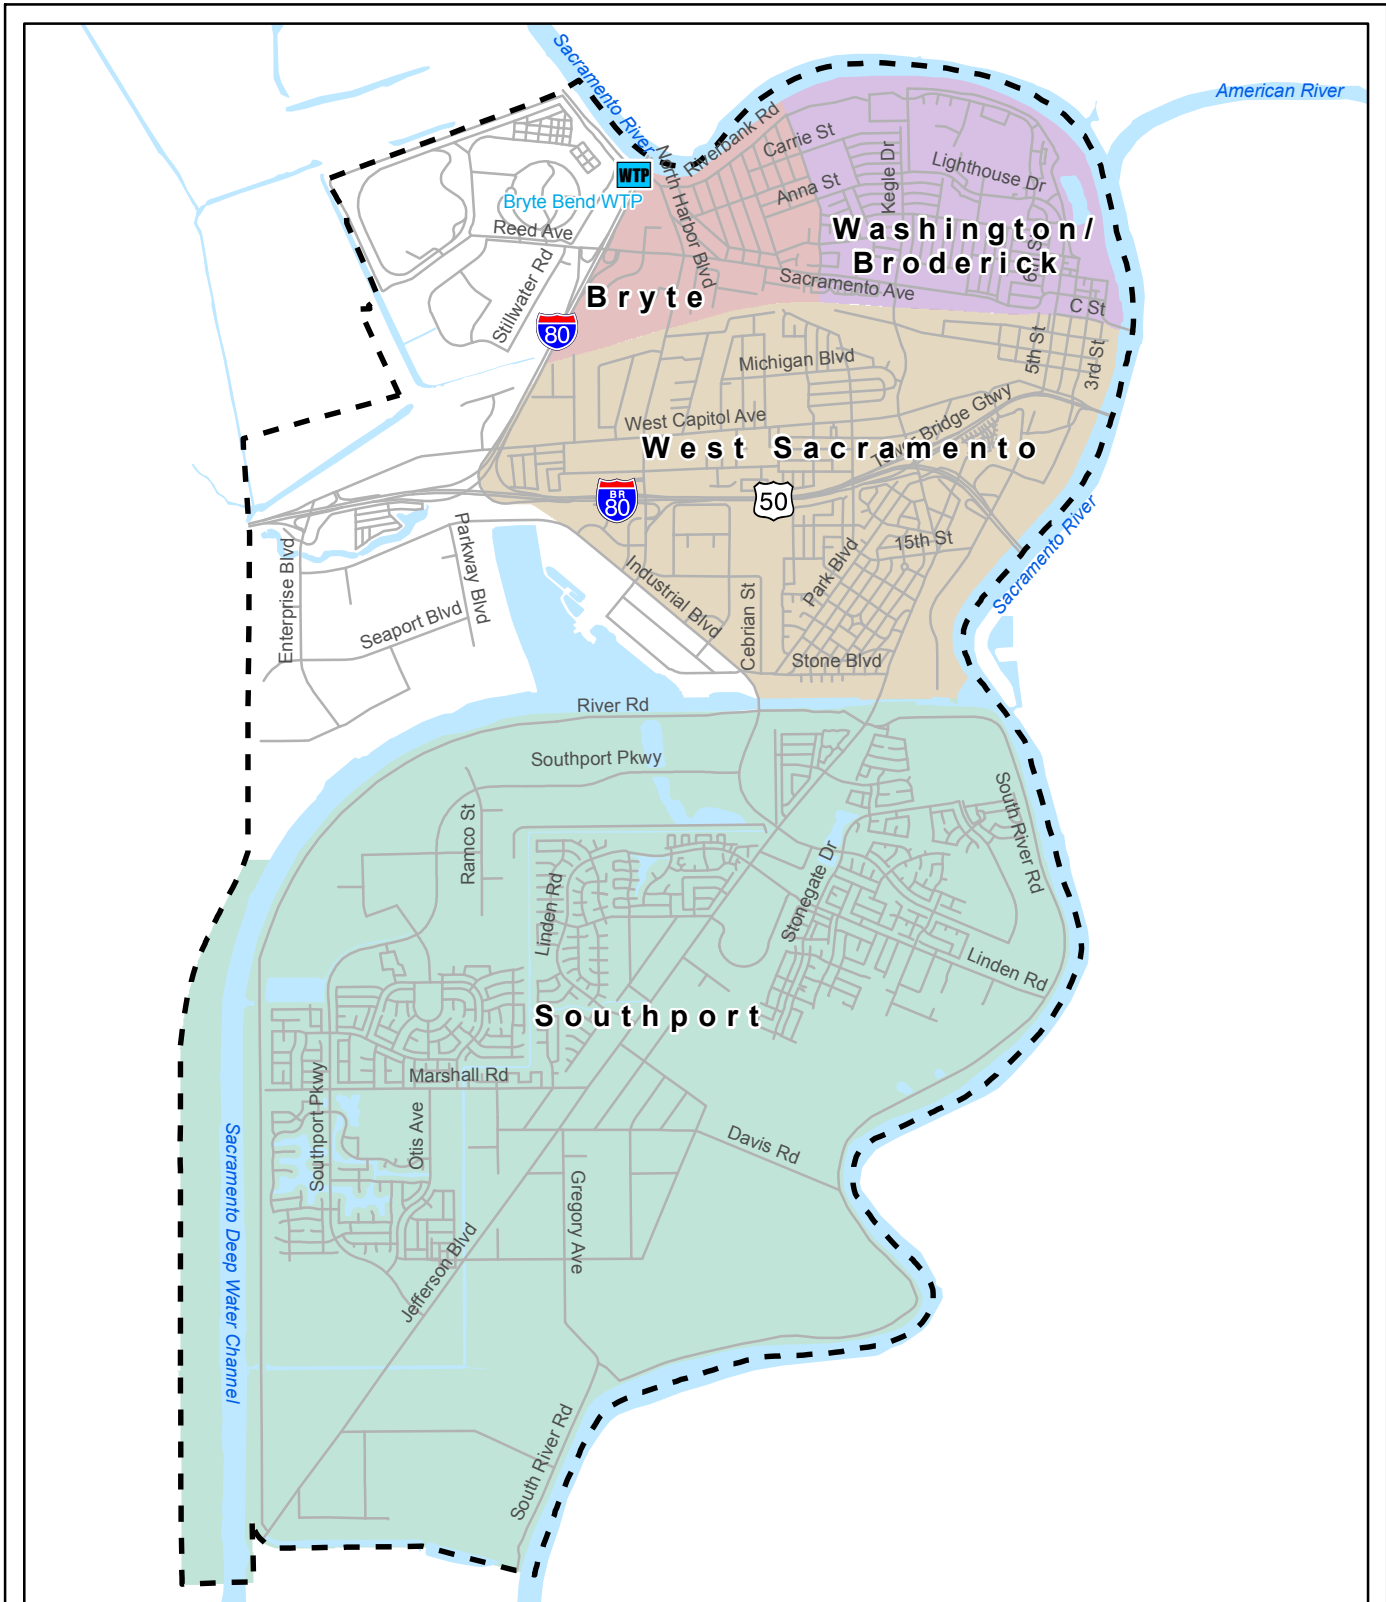 Sacramento River
American River
Riverbank Rd
Carrie St
WTP
North Harbor Blvd
Kegle Dr
Lighthouse Dr
Anna St
Bryte Bend WTP
Reed Ave
Washington/
Broderick
6th St
Stillwater Rd
Sacramento Ave
Bryte
C St
80
5th St
3rd St
Michigan Blvd
West Capitol Ave
Tower Bridge Gtwy
West Sacramento
BR
80
50
Sacramento River
Enterprise Blvd
Parkway Blvd
15th St
Industrial Blvd
Park Blvd
Cebrian St
Seaport Blvd
Stone Blvd
River Rd
Southport Pkwy
South River Rd
Ramco St
Linden Rd
Stonegate Dr
Linden Rd
Southport
Marshall Rd
Southport Pkwy
Otis Ave
Davis Rd
Sacramento Deep Water Channel
Gregory Ave
Jefferson Blvd
South River Rd